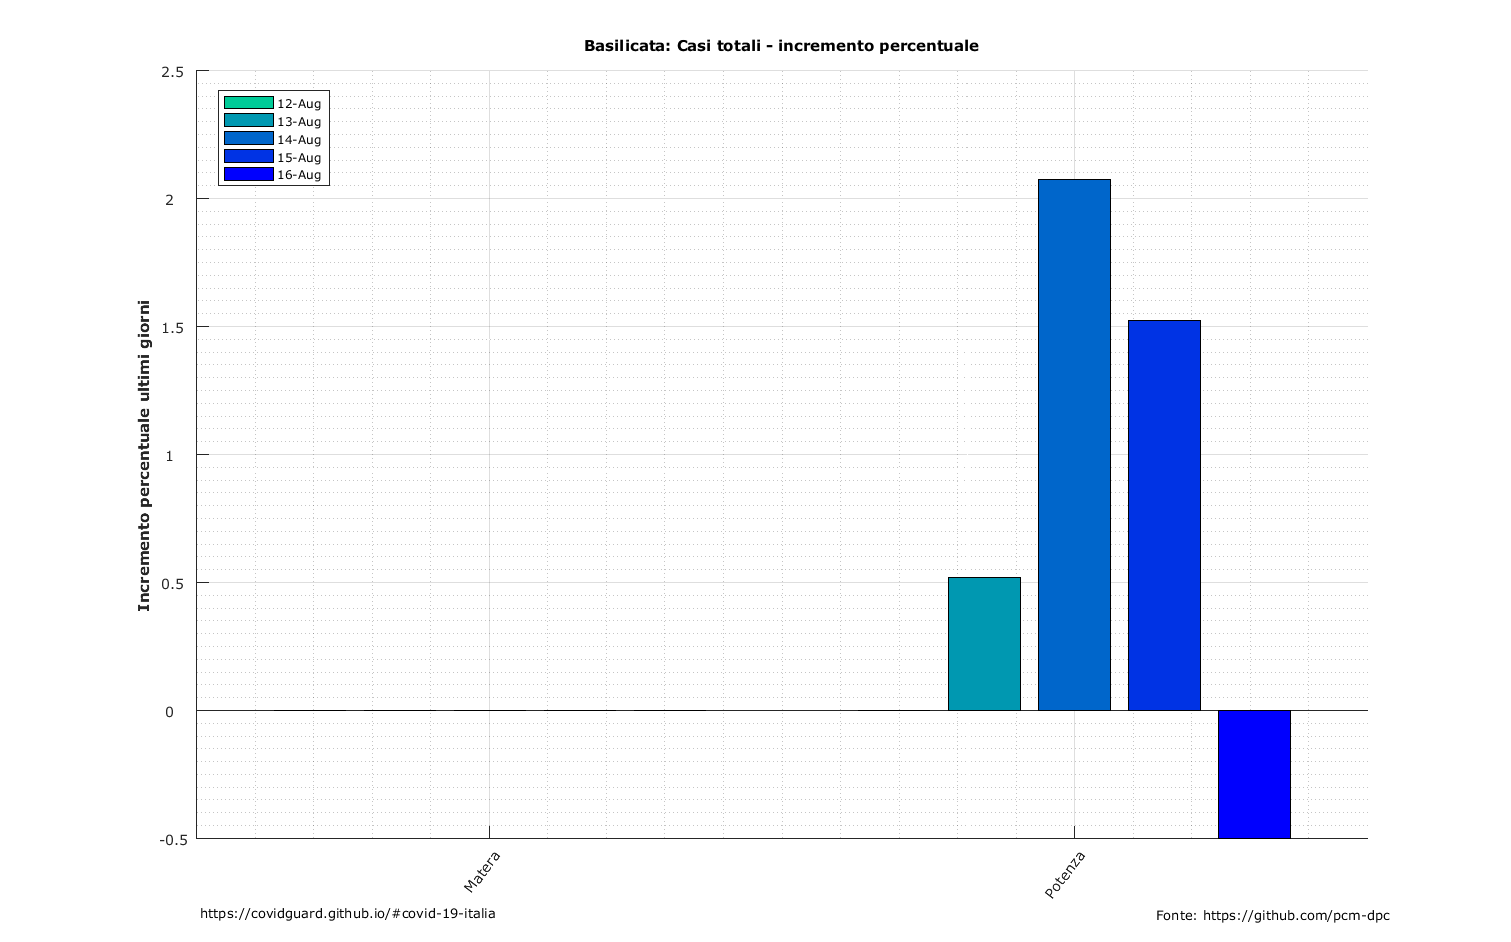 Basilicata: Casi totali - incremento percentuale
2.5
2
1.5
1
0.5
0
-0.5
Incremento percentuale ultimi giorni
12-Aug
13-Aug
14-Aug
15-Aug
16-Aug
Matera
Potenza
https://covidguard.github.io/#covid-19-italia
Fonte: https://github.com/pcm-dpc